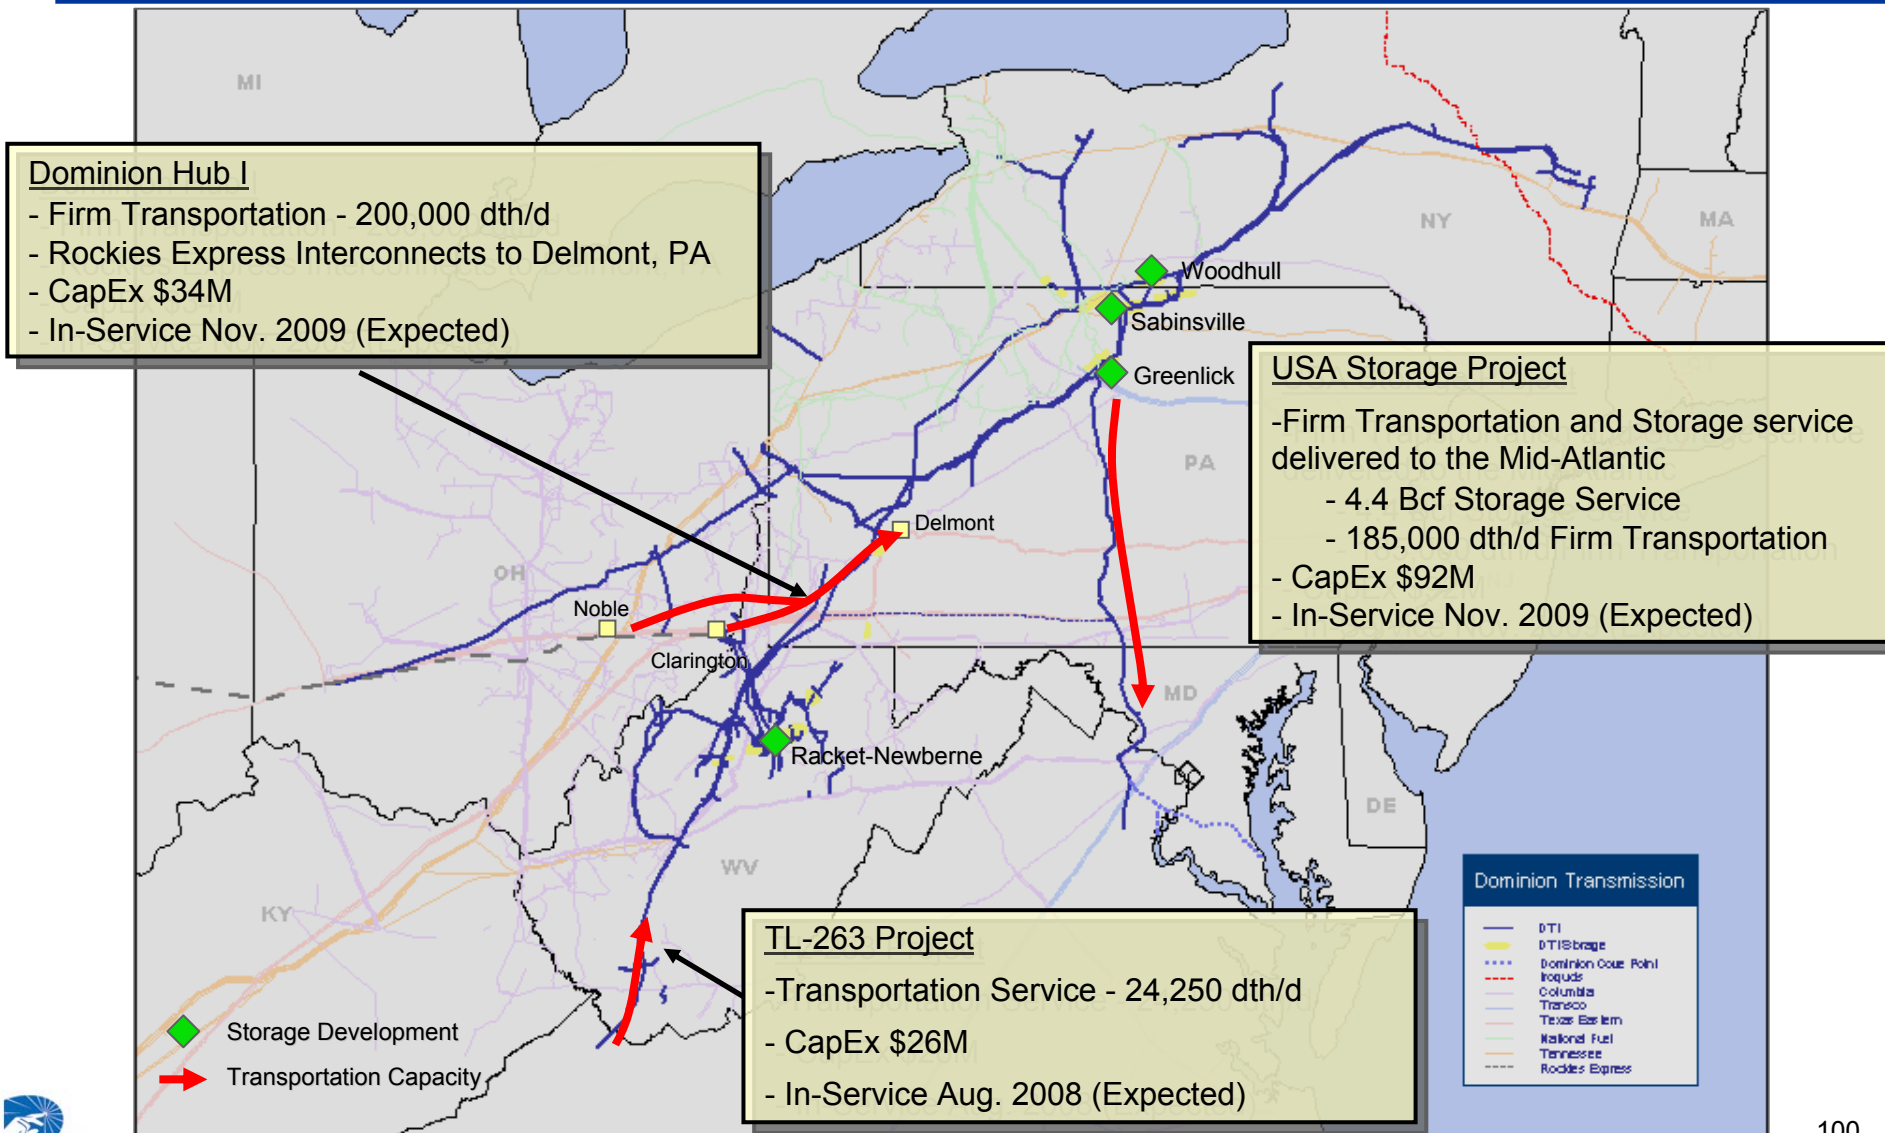 MI
Dominion Hub I
- Firm Transportation - 200,000 dth/d
- Rockies Express Interconnects to Delmont, PA
- CapEx $34M
- In-Service Nov. 2009 (Expected)
NY
MA
Woodhull
Sabinsville
Greenlick
USA Storage Project
-Firm Transportation and Storage service
delivered to the Mid-Atlantic
- 4.4 Bcf Storage Service
- 185,000 dth/d Firm Transportation
- CapEx $92M
- In-Service Nov. 2009 (Expected)
PA
Delmont
OH
Noble
Clarington
MD
Racket-Newberne
DE
WV
KY
TL-263 Project
-Transportation Service - 24,250 dth/d
- CapEx $26M
- In-Service Aug. 2008 (Expected)
Storage Development
Transportation Capacity
Dominion Transmission
DTI
DTI Storage
Dominion Cove Point
Iroquois
Columbia
Transco
Texas Eastern
National Fuel
Tennessee
Rockies Express
100